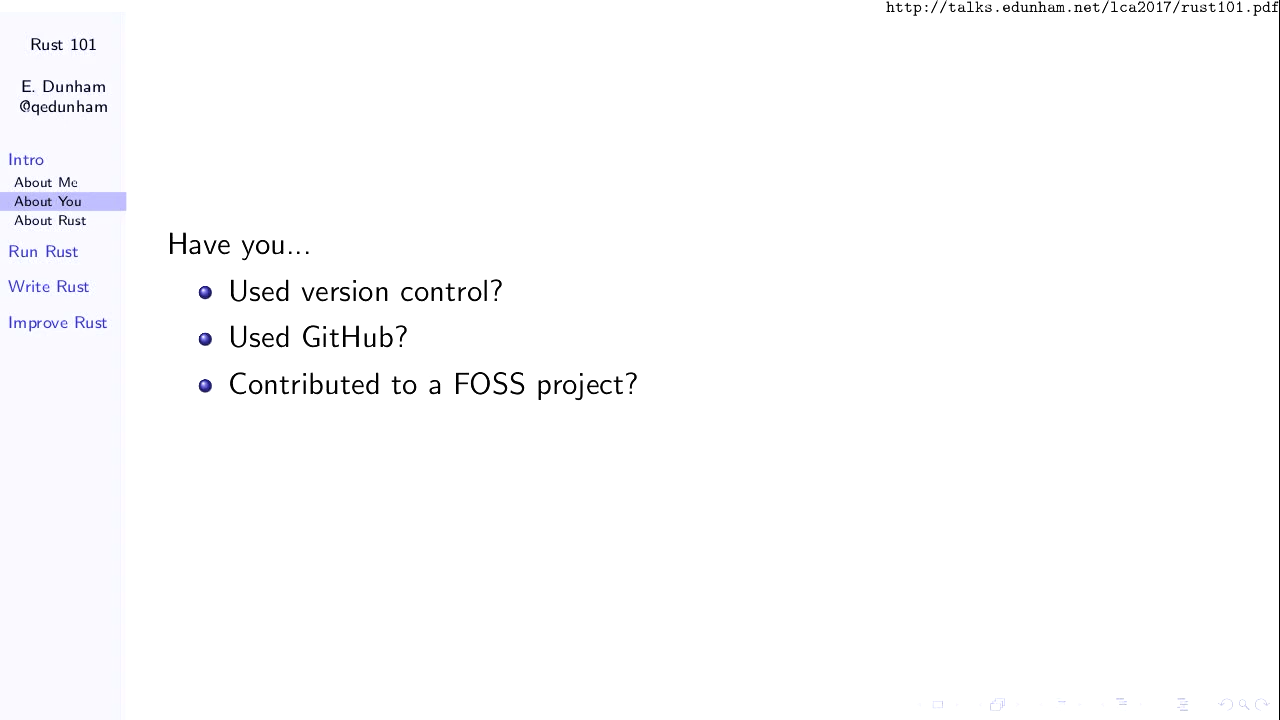 http://talks.edunham.net/lca2017/rust101.pdf
Rust 101
E. Dunham
@qedunham
Intro
About Me
About You
About Rust
Run Rust
Write Rust
Improve Rust
Have you...
Used version control?
Used GitHub?
Contributed to a FOSS project?